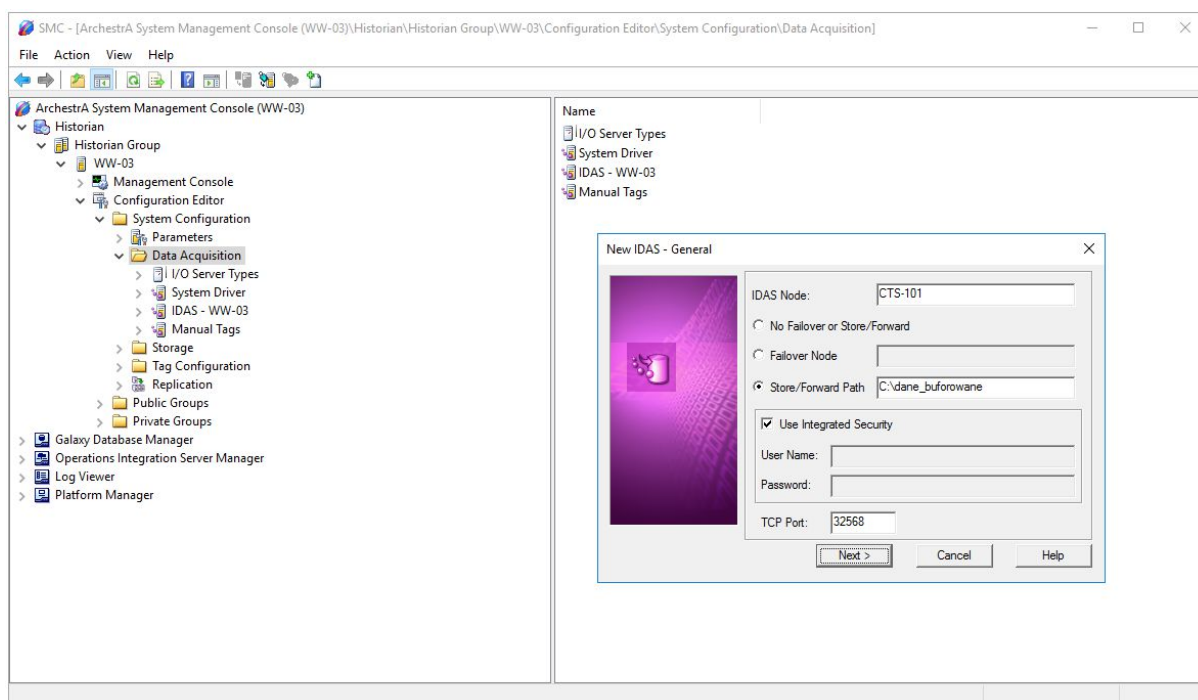 SMC - [ArchestrA System Management Console (WW-03)\Historian\Historian Group\WW-03\Configuration Editor\System Configuration\Data Acquisition]
File Action View Help
ArchestrA System Management Console (WW-03)
Historian
Historian Group
WW-03
Management Console
Configuration Editor
System Configuration
Parameters
Data Acquisition
I/O Server Types
System Driver
IDAS - WW-03
Manual Tags
Storage
Tag Configuration
Replication
Public Groups
Private Groups
Galaxy Database Manager
Operations Integration Server Manager
Log Viewer
Platform Manager
Name
I/O Server Types
System Driver
IDAS - WW-03
Manual Tags
New IDAS - General
IDAS Node: CTS-101
No Failover or Store/Forward
Failover Node
Store/Forward Path C:\dane_buforowane
Use Integrated Security
User Name:
Password:
TCP Port: 32568
Next > Cancel Help